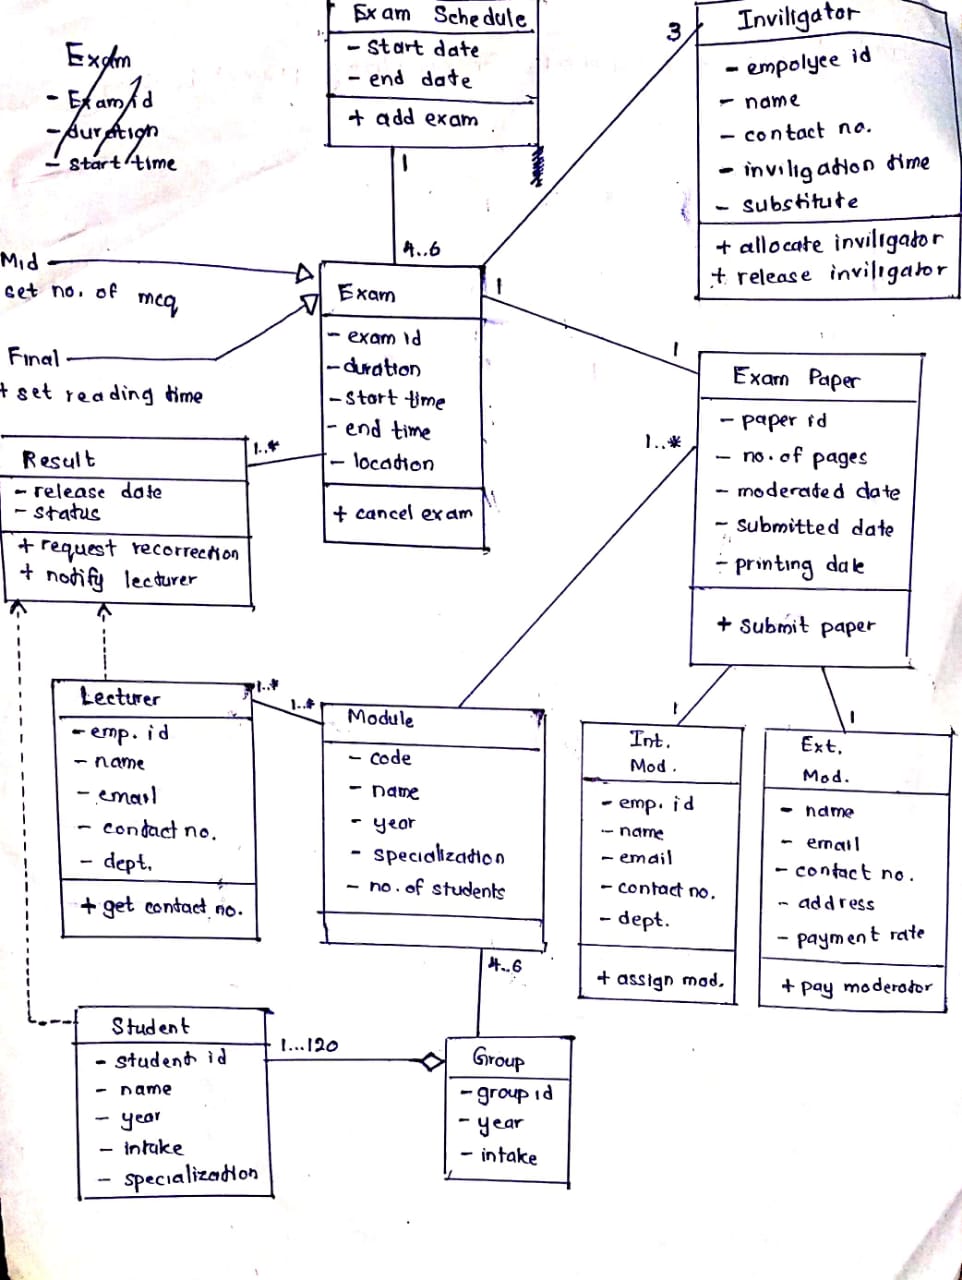 Exam
- Exam id
- duration
- start time
Exam Schedule
- start date
- end date
+ add exam
1
4..6
3
Inviligator
- empolyee id
- name
- contact no.
- inviligation time
- substitute
+ allocate inviligator
+ release inviligator
Mid
set no. of mcq
Final
+ set reading time
Exam
- exam id
- duration
- start time
- end time
- location
+ cancel exam
1
1
Exam Paper
- paper id
- no. of pages
- moderated date
- submitted date
- printing date
+ submit paper
1..*
1..*
Result
- release date
- status
+ request recorrection
+ notify lecturer
Lecturer
- emp. id
- name
- email
- contact no.
- dept.
+ get contact no.
1..*
1..*
Module
- code
- name
- year
- specialization
- no. of students
4..6
1
Int.
Mod.
- emp. id
- name
- email
- contact no.
- dept.
+ assign mod.
1
Ext.
Mod.
- name
- email
- contact no.
- address
- payment rate
+ pay moderator
Student
- student id
- name
- year
- intake
- specialization
1...120
Group
- group id
- year
- intake